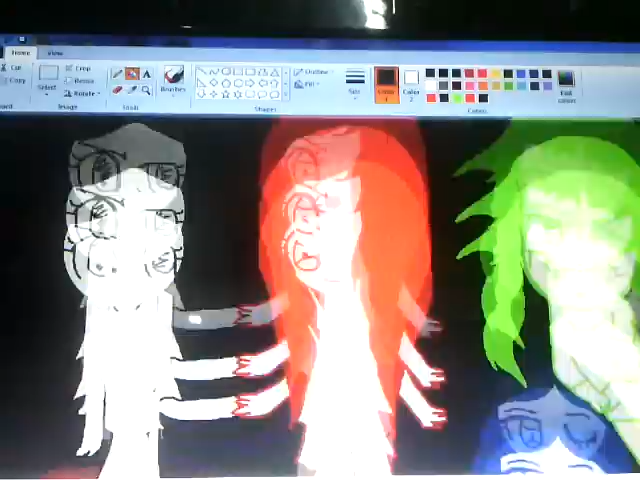 Home View
Cut
Copy
Select
Crop
Resize
Rotate
Image
A
Tools
Brushes
Shapes
Outline
Fill
Size
Color 1
Color 2
Colors
Edit colors